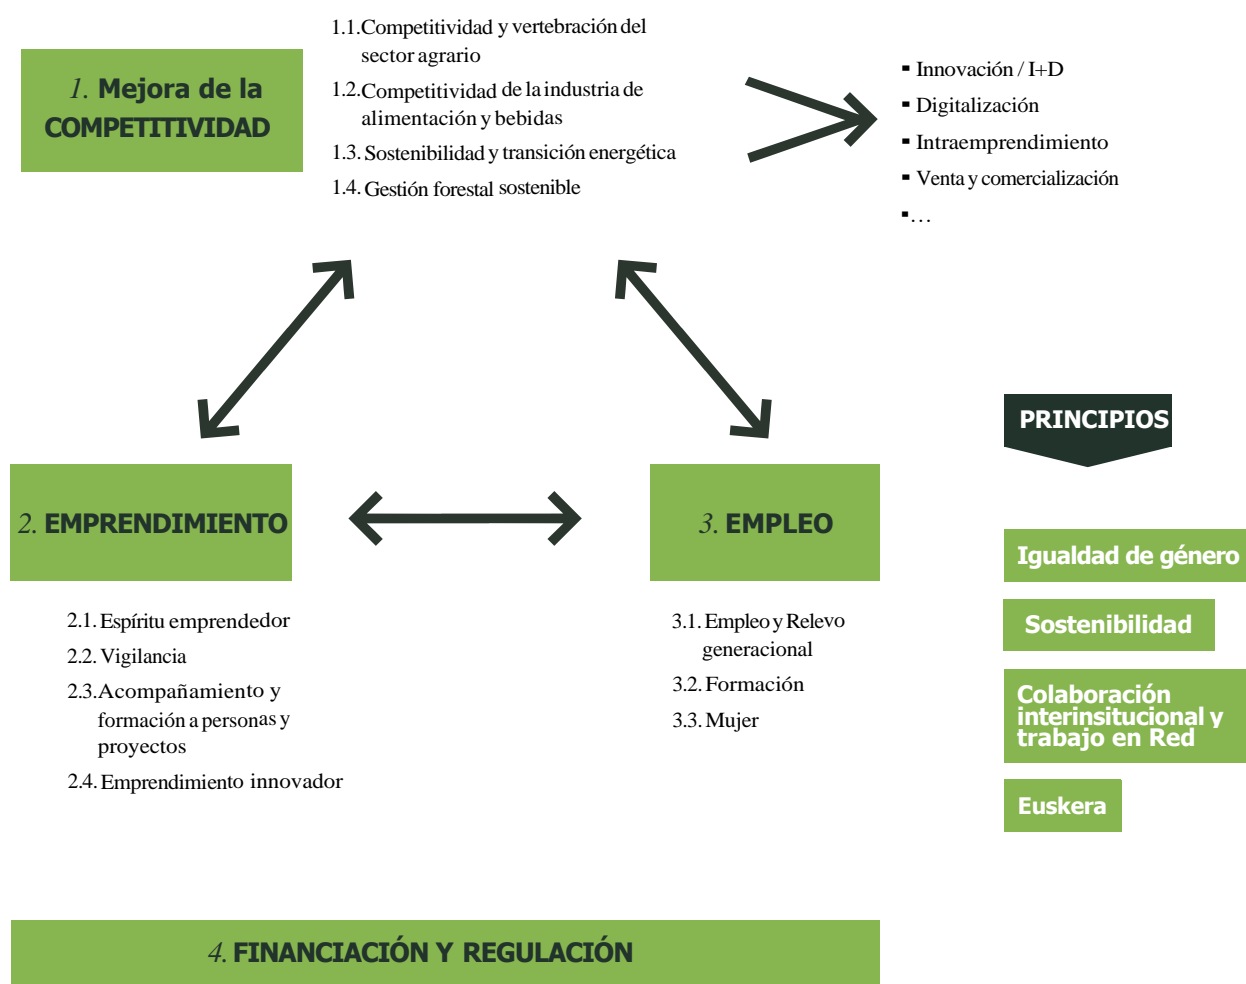 1. Mejora de la
COMPETITIVIDAD
1.1.Competitividad y vertebración del
sector agrario
1.2.Competitividad de la industria de
alimentación y bebidas
1.3. Sostenibilidad y transición energética
1.4. Gestión forestal sostenible
▪ Innovación / I+D
▪ Digitalización
▪ Intraemprendimiento
▪ Venta y comercialización
▪…
2. EMPRENDIMIENTO
2.1. Espíritu emprendedor
2.2. Vigilancia
2.3.Acompañamiento y
formación a personas y
proyectos
2.4. Emprendimiento innovador
3. EMPLEO
3.1. Empleo y Relevo
generacional
3.2. Formación
3.3. Mujer
PRINCIPIOS
Igualdad de género
Sostenibilidad
Colaboración
interinsitucional y
trabajo en Red
Euskera
4. FINANCIACIÓN Y REGULACIÓN